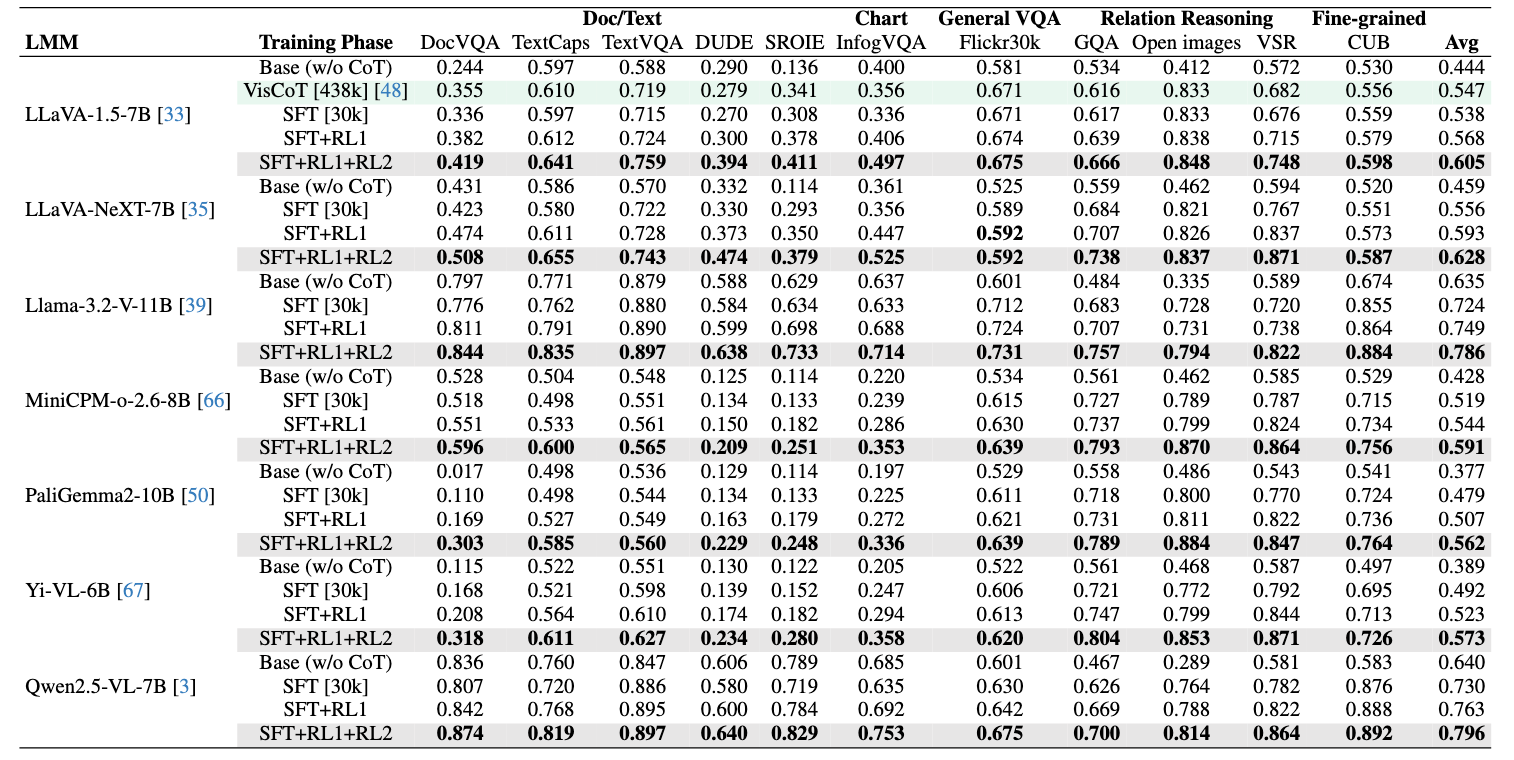 Doc/Text Chart General VQA Relation Reasoning Fine-grained
LMM Training Phase DocVQA TextCaps TextVQA DUDE SROIE InfogVQA Flickr30k GQA Open images VSR CUB Avg
Base (w/o CoT) 0.244 0.597 0.588 0.290 0.136 0.400 0.581 0.534 0.412 0.572 0.530 0.444
VisCoT [438k] [48] 0.355 0.610 0.719 0.279 0.341 0.356 0.671 0.616 0.833 0.682 0.556 0.547
LLaVA-1.5-7B [33] SFT [30k] 0.336 0.597 0.715 0.270 0.308 0.336 0.671 0.617 0.833 0.676 0.559 0.538
SFT+RL1 0.382 0.612 0.724 0.300 0.378 0.406 0.674 0.639 0.838 0.715 0.579 0.568
SFT+RL1+RL2 0.419 0.641 0.759 0.394 0.411 0.497 0.675 0.666 0.848 0.748 0.598 0.605
Base (w/o CoT) 0.431 0.586 0.570 0.332 0.114 0.361 0.525 0.559 0.462 0.594 0.520 0.459
LLaVA-NeXT-7B [35] SFT [30k] 0.423 0.580 0.722 0.330 0.293 0.356 0.589 0.684 0.821 0.767 0.551 0.556
SFT+RL1 0.474 0.611 0.728 0.373 0.350 0.447 0.592 0.707 0.826 0.837 0.573 0.593
SFT+RL1+RL2 0.508 0.655 0.743 0.474 0.379 0.525 0.592 0.738 0.837 0.871 0.587 0.628
Base (w/o CoT) 0.797 0.771 0.879 0.588 0.629 0.637 0.601 0.484 0.335 0.589 0.674 0.635
Llama-3.2-V-11B [39] SFT [30k] 0.776 0.762 0.880 0.584 0.634 0.633 0.712 0.683 0.728 0.720 0.855 0.724
SFT+RL1 0.811 0.791 0.890 0.599 0.698 0.688 0.724 0.707 0.731 0.738 0.864 0.749
SFT+RL1+RL2 0.844 0.835 0.897 0.638 0.733 0.714 0.731 0.757 0.794 0.822 0.884 0.786
Base (w/o CoT) 0.528 0.504 0.548 0.125 0.114 0.220 0.534 0.561 0.462 0.585 0.529 0.428
MiniCPM-o-2.6-8B [66] SFT [30k] 0.518 0.498 0.551 0.134 0.133 0.239 0.615 0.727 0.789 0.787 0.715 0.519
SFT+RL1 0.551 0.533 0.561 0.150 0.182 0.286 0.630 0.737 0.799 0.824 0.734 0.544
SFT+RL1+RL2 0.596 0.600 0.565 0.209 0.251 0.353 0.639 0.793 0.870 0.864 0.756 0.591
Base (w/o CoT) 0.017 0.498 0.536 0.129 0.114 0.197 0.529 0.558 0.486 0.543 0.541 0.377
PaliGemma2-10B [50] SFT [30k] 0.110 0.498 0.544 0.134 0.133 0.225 0.611 0.718 0.800 0.770 0.724 0.479
SFT+RL1 0.169 0.527 0.549 0.163 0.179 0.272 0.621 0.731 0.811 0.822 0.736 0.507
SFT+RL1+RL2 0.303 0.585 0.560 0.229 0.248 0.336 0.639 0.789 0.884 0.847 0.764 0.562
Base (w/o CoT) 0.115 0.522 0.551 0.130 0.122 0.205 0.522 0.561 0.468 0.587 0.497 0.389
Yi-VL-6B [67] SFT [30k] 0.168 0.521 0.598 0.139 0.152 0.247 0.606 0.721 0.772 0.792 0.695 0.492
SFT+RL1 0.208 0.564 0.610 0.174 0.182 0.294 0.613 0.747 0.799 0.844 0.713 0.523
SFT+RL1+RL2 0.318 0.611 0.627 0.234 0.280 0.358 0.620 0.804 0.853 0.871 0.726 0.573
Base (w/o CoT) 0.836 0.760 0.847 0.606 0.789 0.685 0.601 0.467 0.289 0.581 0.583 0.640
Qwen2.5-VL-7B [3] SFT [30k] 0.807 0.720 0.886 0.580 0.719 0.635 0.630 0.626 0.764 0.782 0.876 0.730
SFT+RL1 0.842 0.768 0.895 0.600 0.784 0.692 0.642 0.669 0.788 0.822 0.888 0.763
SFT+RL1+RL2 0.874 0.819 0.897 0.640 0.829 0.753 0.675 0.700 0.814 0.864 0.892 0.796